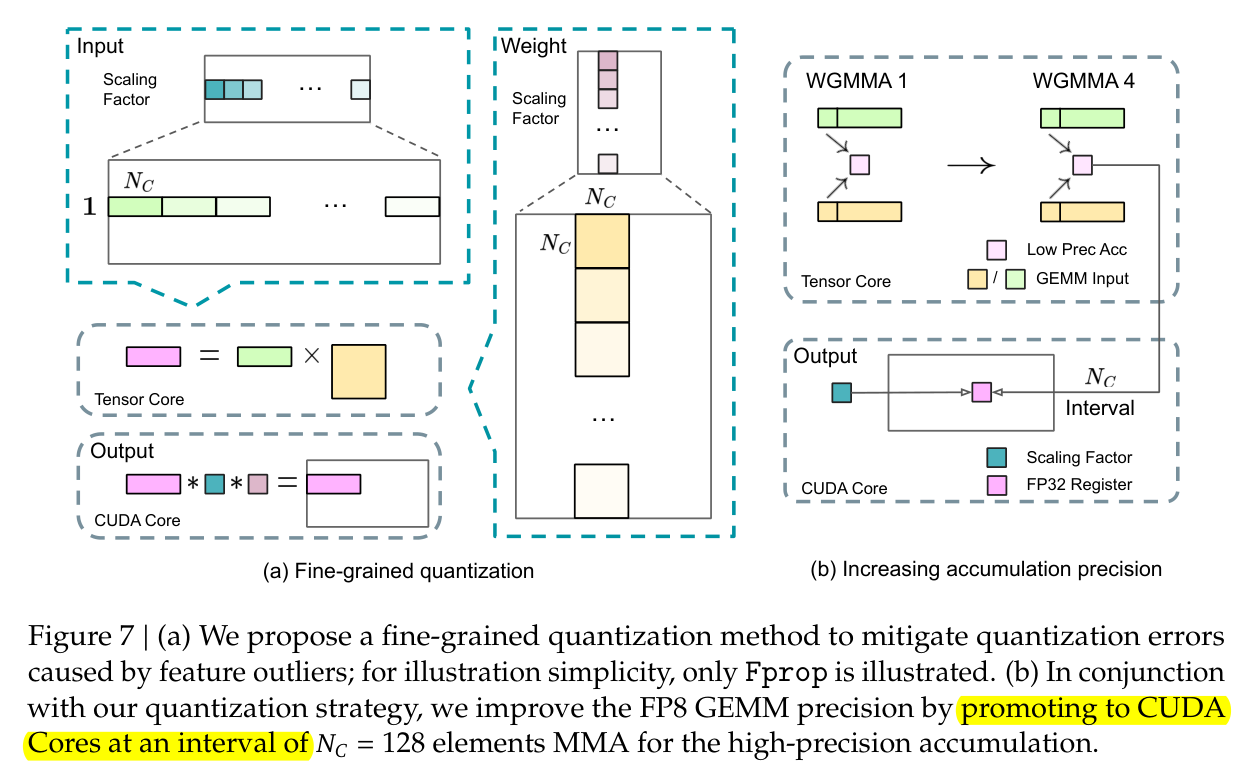 Input
Scaling
Factor
...
N_C
1
...
= ×
Tensor Core
Output
* * =
CUDA Core
Weight
Scaling
Factor
...
N_C
N_C
...
(a) Fine-grained quantization
WGMMA 1
WGMMA 4
Low Prec Acc
/ GEMM Input
Tensor Core
Output
N_C
Interval
Scaling Factor
FP32 Register
CUDA Core
(b) Increasing accumulation precision
Figure 7 | (a) We propose a fine-grained quantization method to mitigate quantization errors
caused by feature outliers; for illustration simplicity, only Fprop is illustrated. (b) In conjunction
with our quantization strategy, we improve the FP8 GEMM precision by promoting to CUDA
Cores at an interval of N_C = 128 elements MMA for the high-precision accumulation.